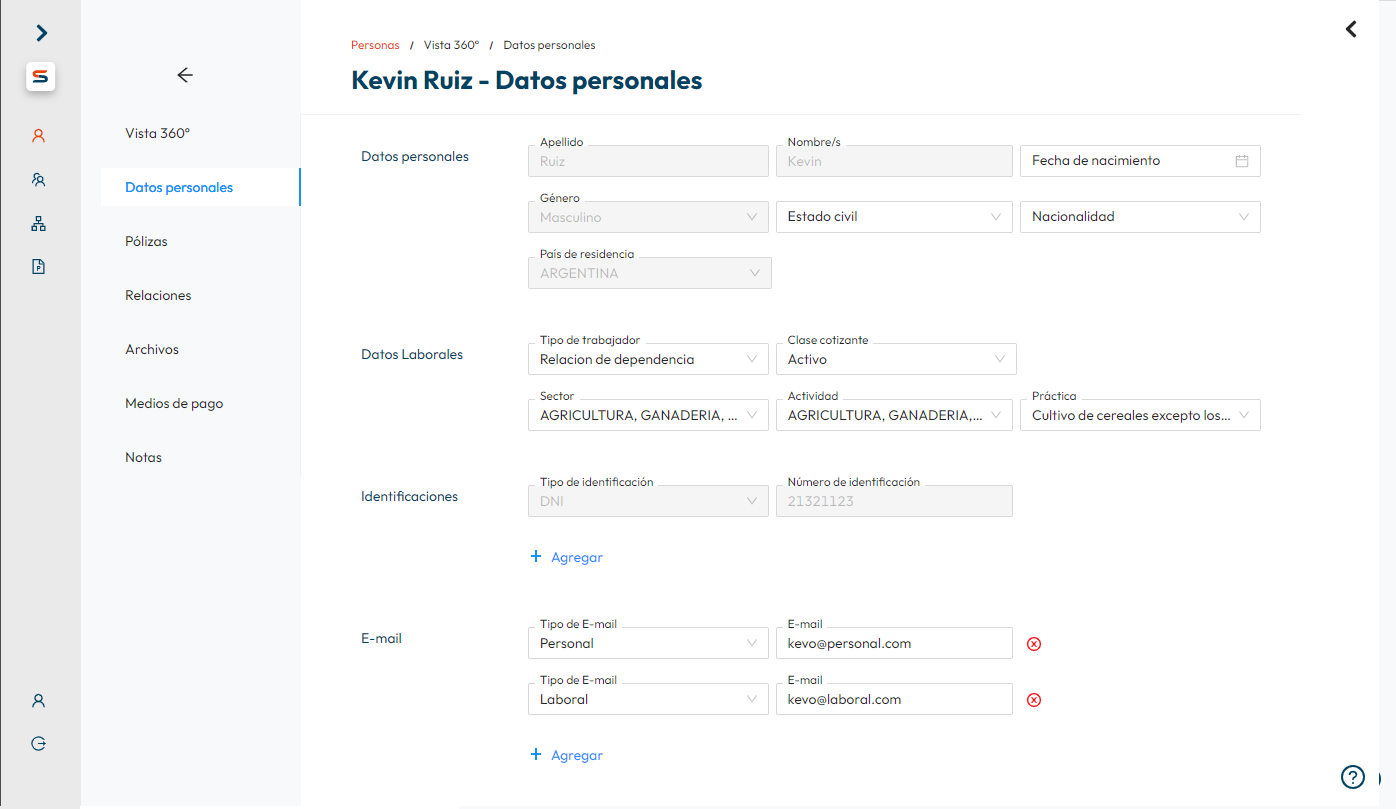 Personas / Vista 360° / Datos personales
Kevin Ruiz - Datos personales
Vista 360°
Datos personales
Pólizas
Relaciones
Archivos
Medios de pago
Notas
Datos personales
Apellido
Ruiz
Nombre/s
Kevin
Fecha de nacimiento
Género
Masculino
Estado civil
Nacionalidad
País de residencia
ARGENTINA
Datos Laborales
Tipo de trabajador
Relacion de dependencia
Clase cotizante
Activo
Sector
AGRICULTURA, GANADERIA, ...
Actividad
AGRICULTURA, GANADERIA,...
Práctica
Cultivo de cereales excepto los...
Identificaciones
Tipo de identificación
DNI
Número de identificación
21321123
+ Agregar
E-mail
Tipo de E-mail
Personal
E-mail
kevo@personal.com
Tipo de E-mail
Laboral
E-mail
kevo@laboral.com
+ Agregar